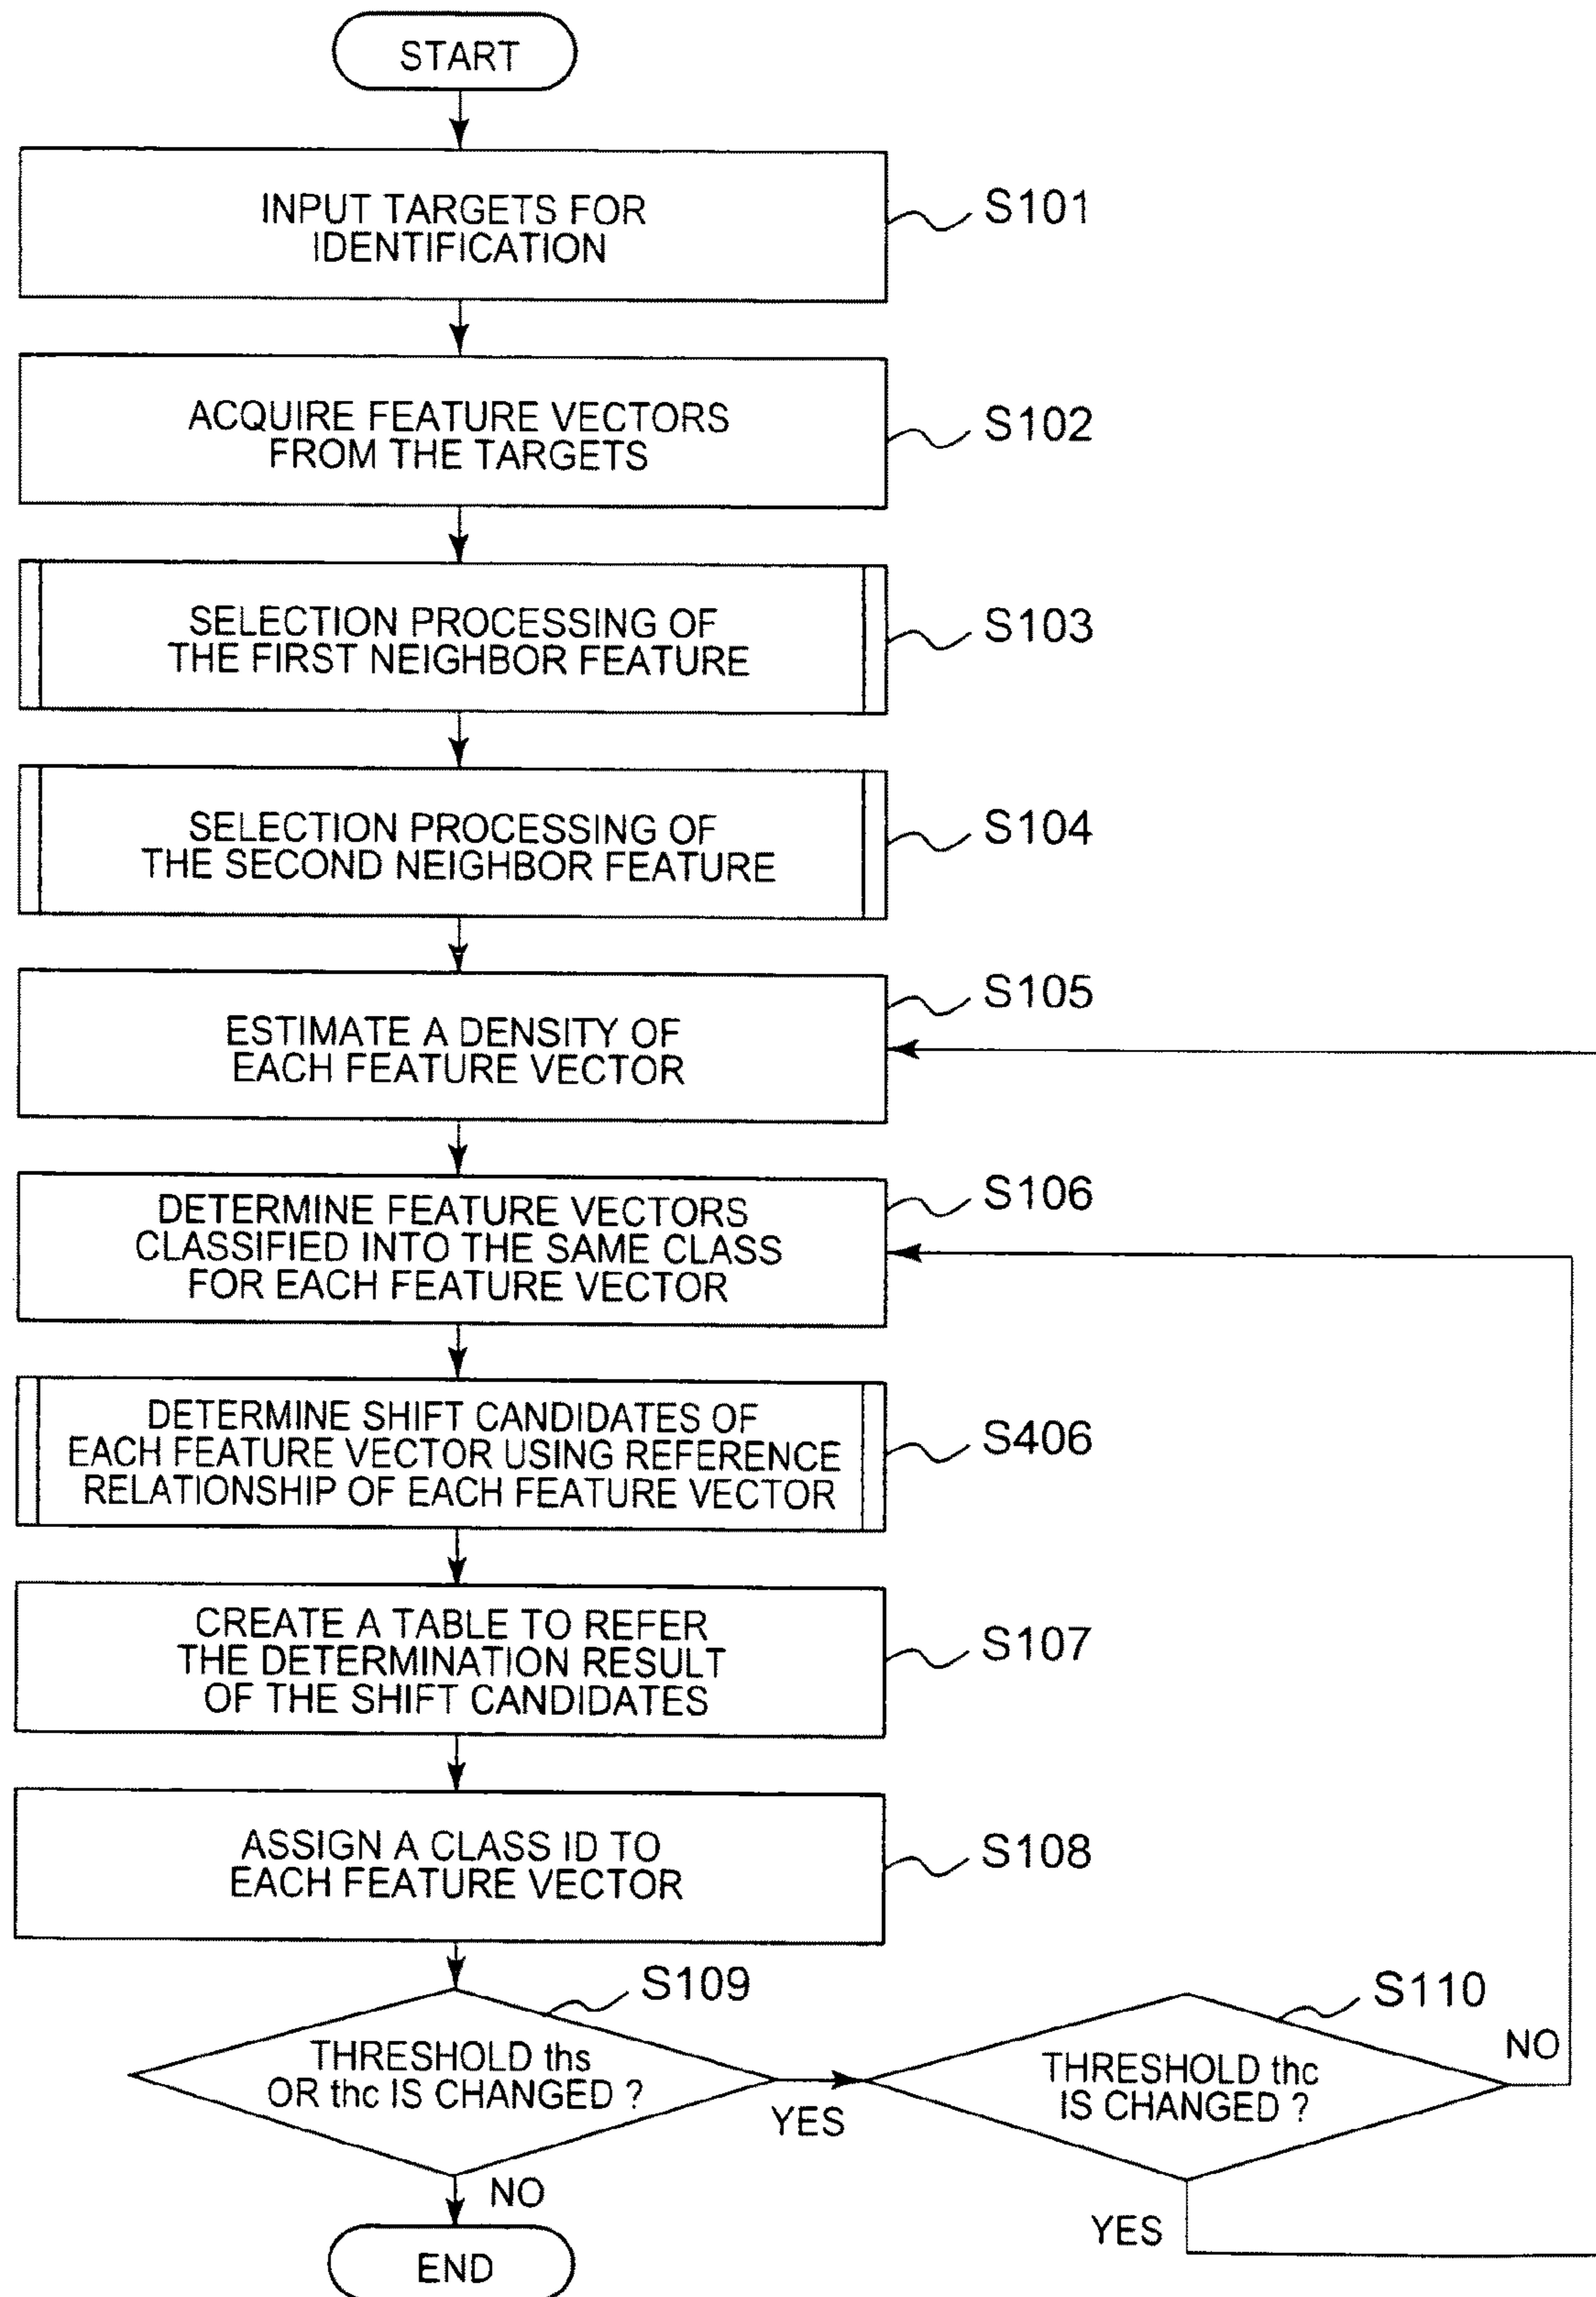 START
INPUT TARGETS FOR
IDENTIFICATION
S101
ACQUIRE FEATURE VECTORS
FROM THE TARGETS
S102
SELECTION PROCESSING OF
THE FIRST NEIGHBOR FEATURE
S103
SELECTION PROCESSING OF
THE SECOND NEIGHBOR FEATURE
S104
ESTIMATE A DENSITY OF
EACH FEATURE VECTOR
S105
DETERMINE FEATURE VECTORS
CLASSIFIED INTO THE SAME CLASS
FOR EACH FEATURE VECTOR
S106
DETERMINE SHIFT CANDIDATES OF
EACH FEATURE VECTOR USING REFERENCE
RELATIONSHIP OF EACH FEATURE VECTOR
S406
CREATE A TABLE TO REFER
THE DETERMINATION RESULT
OF THE SHIFT CANDIDATES
S107
ASSIGN A CLASS ID TO
EACH FEATURE VECTOR
S108
S109
THRESHOLD ths
OR thc IS CHANGED ?
YES
NO
S110
THRESHOLD thc
IS CHANGED ?
NO
YES
END